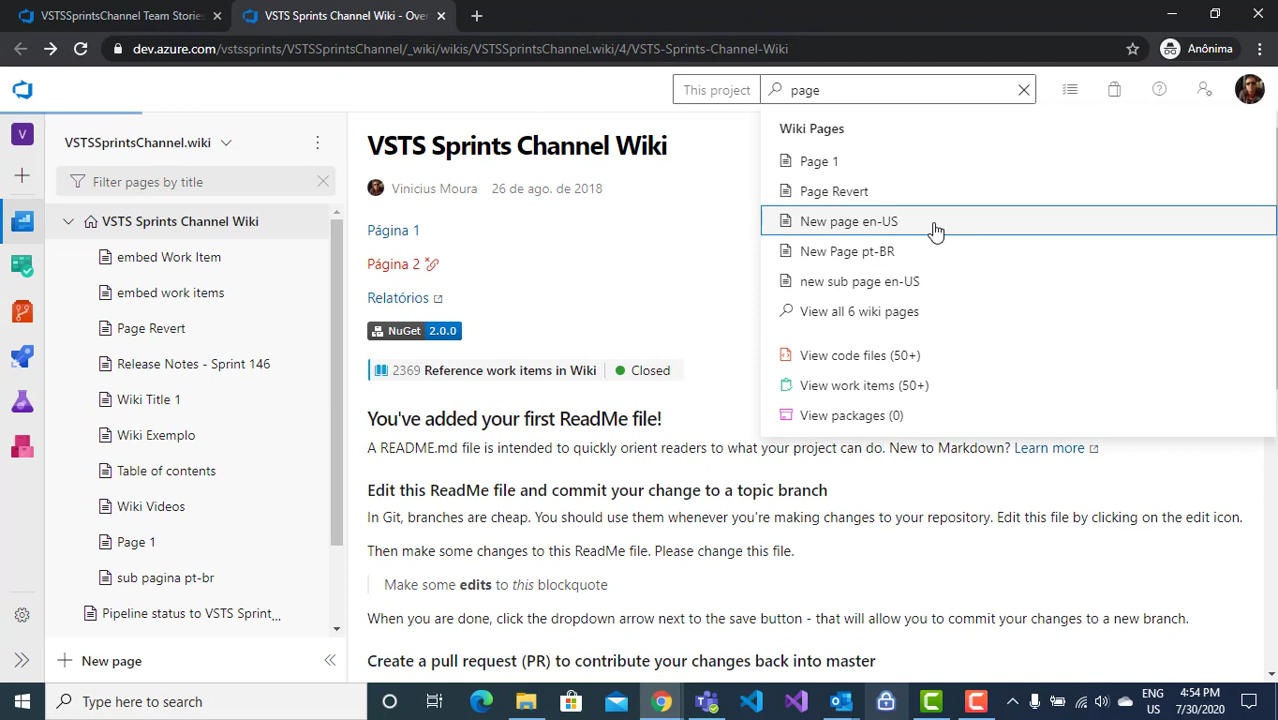 VSTSSprintsChannel Team Stories
VSTS Sprints Channel Wiki - Over
dev.azure.com/vstssprints/VSTSSprintsChannel/_wiki/wikis/VSTSSprintsChannel.wiki/4/VSTS-Sprints-Channel-Wiki
Anônima
This project
page
V
VSTSSprintsChannel.wiki
Filter pages by title
VSTS Sprints Channel Wiki
embed Work Item
embed work items
Page Revert
Release Notes - Sprint 146
Wiki Title 1
Wiki Exemplo
Table of contents
Wiki Videos
Page 1
sub pagina pt-br
Pipeline status to VSTS Sprint...
New page
VSTS Sprints Channel Wiki
Vinicius Moura 26 de ago. de 2018
Página 1
Página 2
Relatórios
NuGet 2.0.0
2369 Reference work items in Wiki Closed
You've added your first ReadMe file!
A README.md file is intended to quickly orient readers to what your project can do. New to Markdown? Learn more
Edit this ReadMe file and commit your change to a topic branch
In Git, branches are cheap. You should use them whenever you're making changes to your repository. Edit this file by clicking on the edit icon.
Then make some changes to this ReadMe file. Please change this file.
Make some edits to this blockquote
When you are done, click the dropdown arrow next to the save button - that will allow you to commit your changes to a new branch.
Create a pull request (PR) to contribute your changes back into master
Wiki Pages
Page 1
Page Revert
New page en-US
New Page pt-BR
new sub page en-US
View all 6 wiki pages
View code files (50+)
View work items (50+)
View packages (0)
Type here to search
ENG
US
4:54 PM
7/30/2020